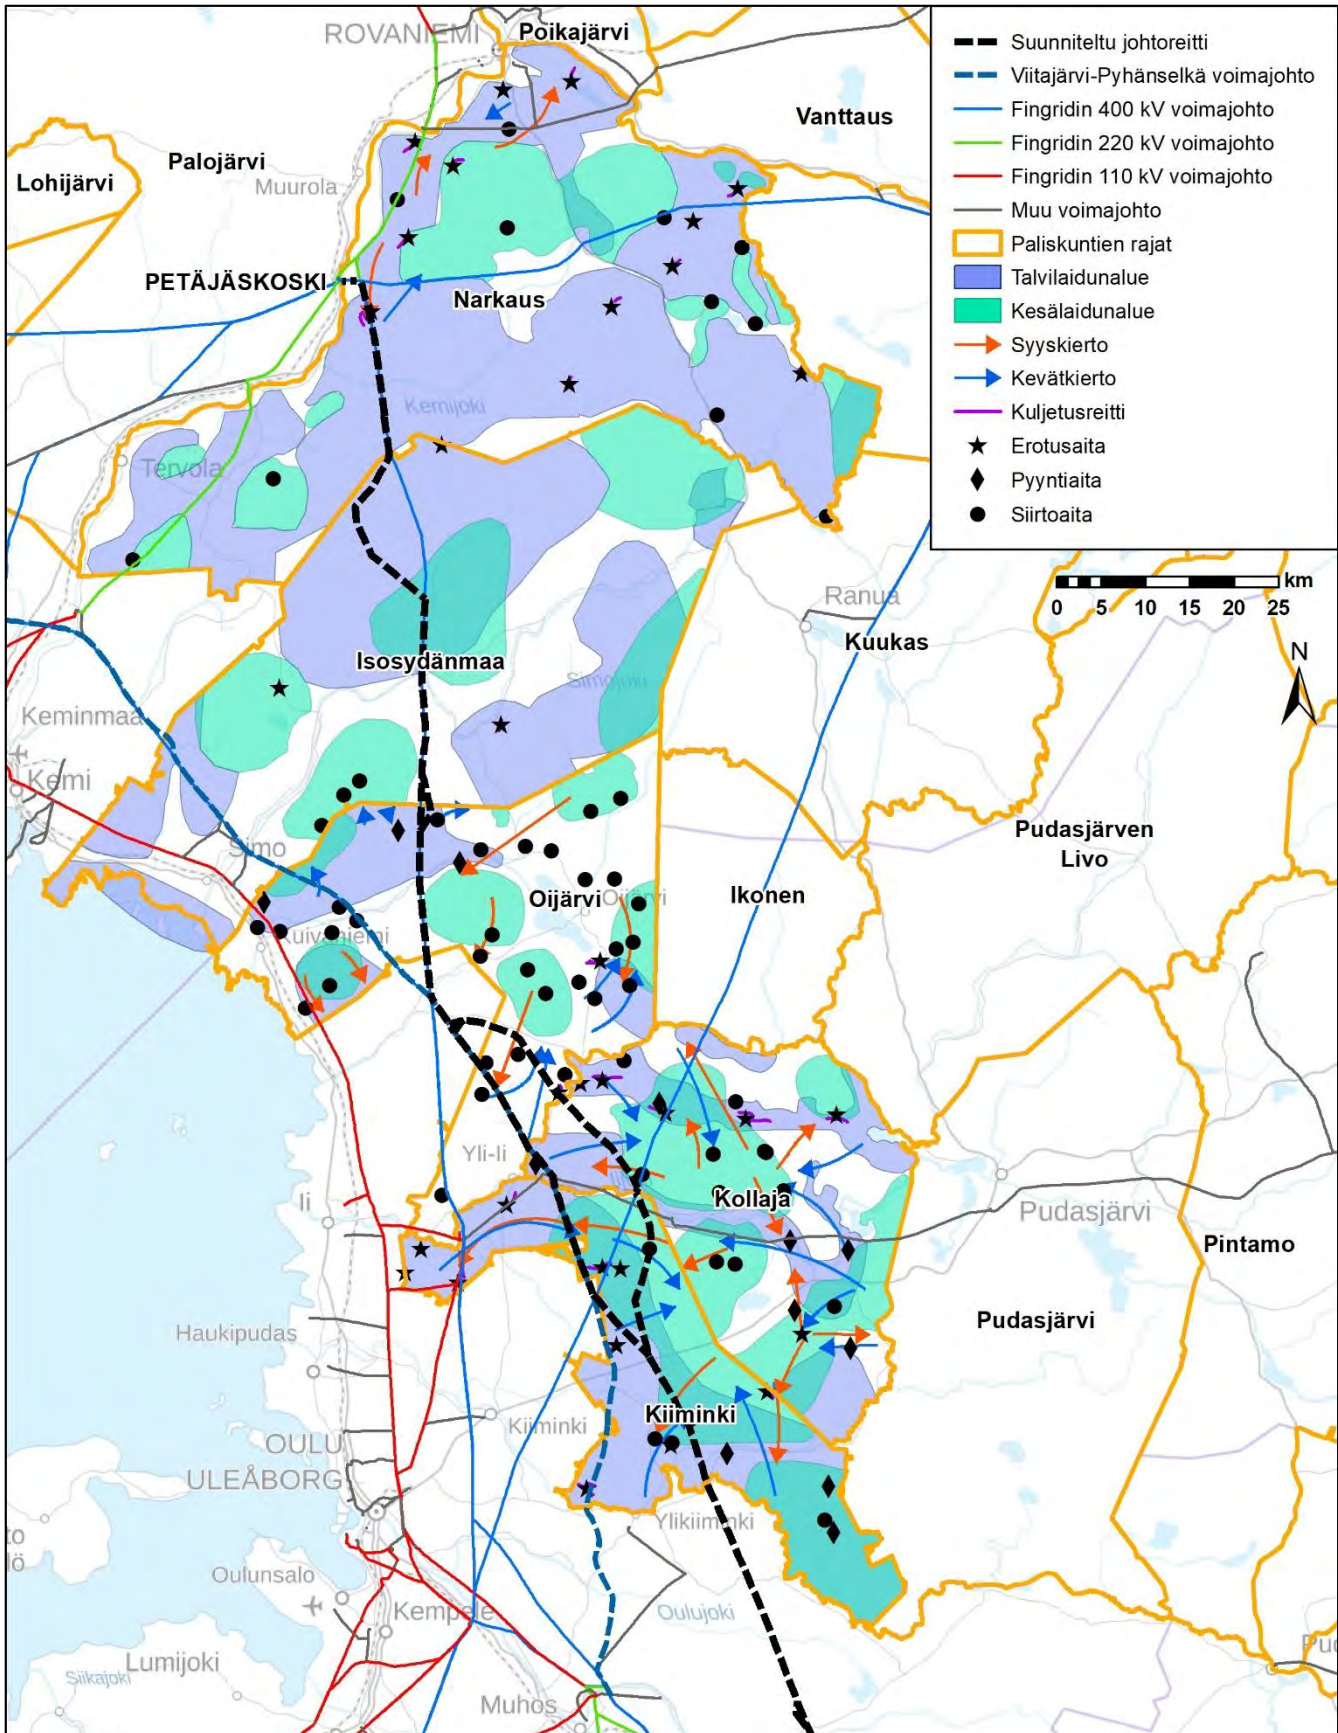 ROVANIEMI
Poikajärvi
Vanttaus
Palojärvi
Lohijärvi
Muurola
PETÄJÄSKOSKI
Narkaus
Kemijoki
Tervola
Ranua
Kuukas
Isosydänmaa
Simojoki
Keminmaa
Kemi
Simo
Pudasjärven
Livo
Oijärvi
Oijärvi
Ikonen
Kuivaniemi
Yli-Ii
Ii
Kollaja
Pudasjärvi
Pintamo
Pudasjärvi
Haukipudas
Kiiminki
Kiiminki
OULU
ULEÅBORG
Ylikiiminki
Oulunsalo
Kempele
Oulujoki
Lumijoki
Siikajoki
Muhos
Suunniteltu johtoreitti
Viitajärvi-Pyhänselkä voimajohto
Fingridin 400 kV voimajohto
Fingridin 220 kV voimajohto
Fingridin 110 kV voimajohto
Muu voimajohto
Paliskuntien rajat
Talvilaidunalue
Kesälaidunalue
Syyskierto
Kevätkierto
Kuljetusreitti
Erotusaita
Pyyntiaita
Siirtoaita
km
0 5 10 15 20 25
N